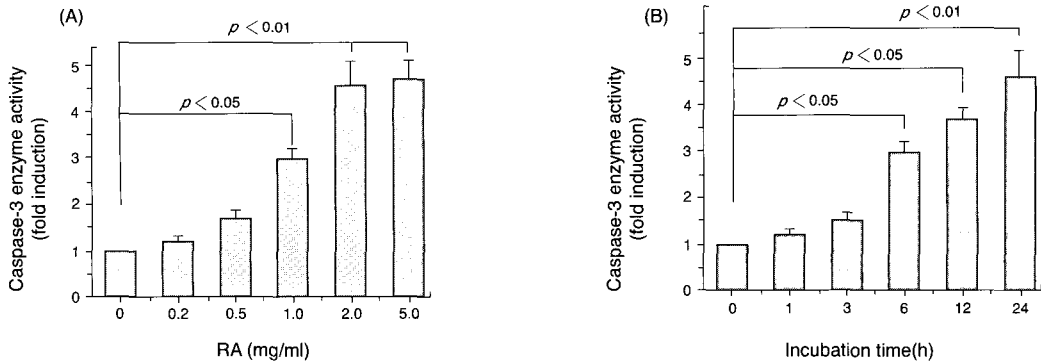 (A)
p < 0.01
p < 0.05
Caspase-3 enzyme activity
(fold induction)
5
4
3
2
1
0
0 0.2 0.5 1.0 2.0 5.0
RA (mg/ml)
(B)
p < 0.01
p < 0.05
p < 0.05
Caspase-3 enzyme activity
(fold induction)
5
4
3
2
1
0
0 1 3 6 12 24
Incubation time(h)